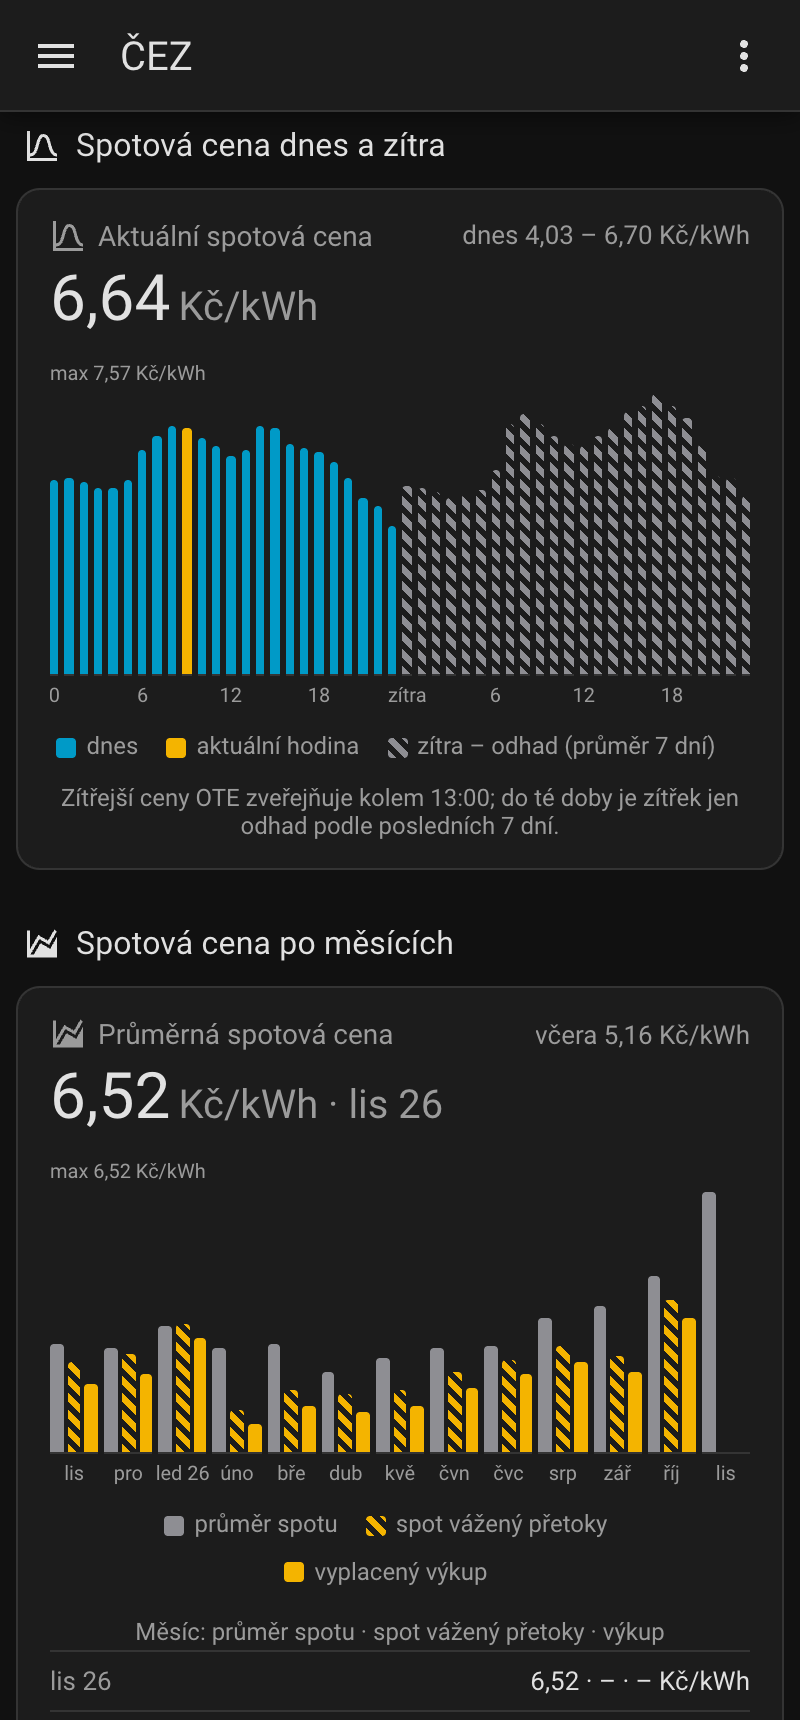 ČEZ
Spotová cena dnes a zítra
Aktuální spotová cena
dnes 4,03 – 6,70 Kč/kWh
6,64 Kč/kWh
max 7,57 Kč/kWh
0 6 12 18 zítra 6 12 18
dnes aktuální hodina zítra – odhad (průměr 7 dní)
Zítřejší ceny OTE zveřejňuje kolem 13:00; do té doby je zítřek jen
odhad podle posledních 7 dní.
Spotová cena po měsících
Průměrná spotová cena
včera 5,16 Kč/kWh
6,52 Kč/kWh · lis 26
max 6,52 Kč/kWh
lis pro led 26 úno bře dub kvě čvn čvc srp zář říj lis
průměr spotu spot vážený přetoky
vyplacený výkup
Měsíc: průměr spotu · spot vážený přetoky · výkup
lis 26 6,52 · – · – Kč/kWh